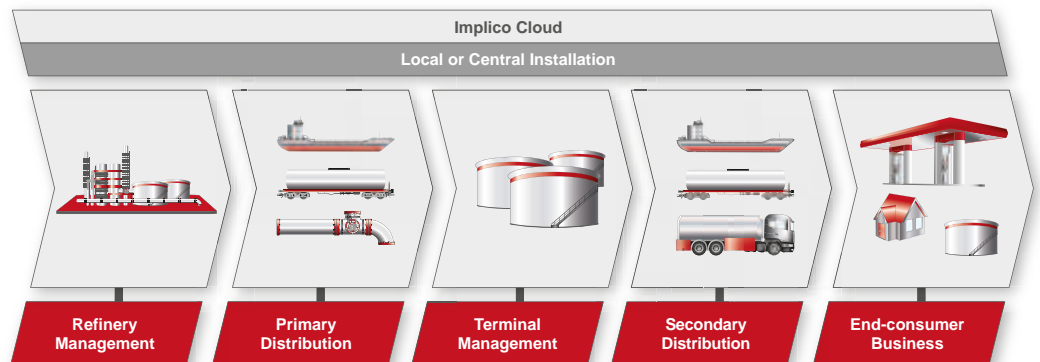 Implico Cloud
Local or Central Installation
Refinery
Management
Primary
Distribution
Terminal
Management
Secondary
Distribution
End-consumer
Business